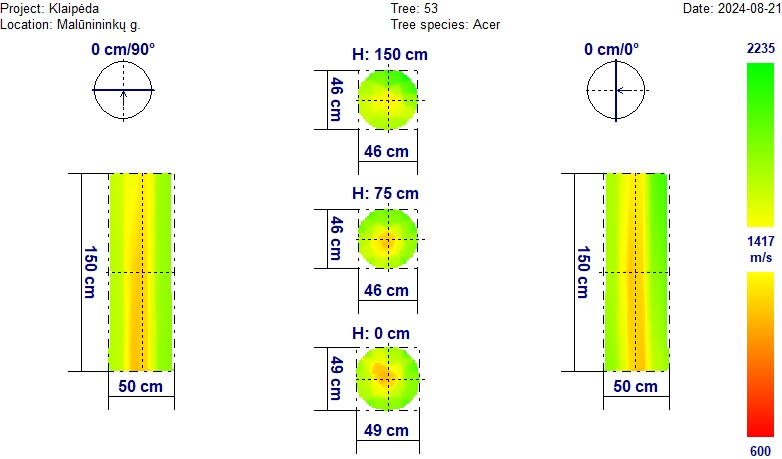 Project: Klaipėda
Tree: 53
Date: 2024-08-21
Location: Malūnininkų g.
Tree species: Acer
0 cm/90°
H: 150 cm
0 cm/0°
2235
46 cm
46 cm
H: 75 cm
150 cm
46 cm
150 cm
1417
m/s
46 cm
H: 0 cm
50 cm
49 cm
50 cm
49 cm
600